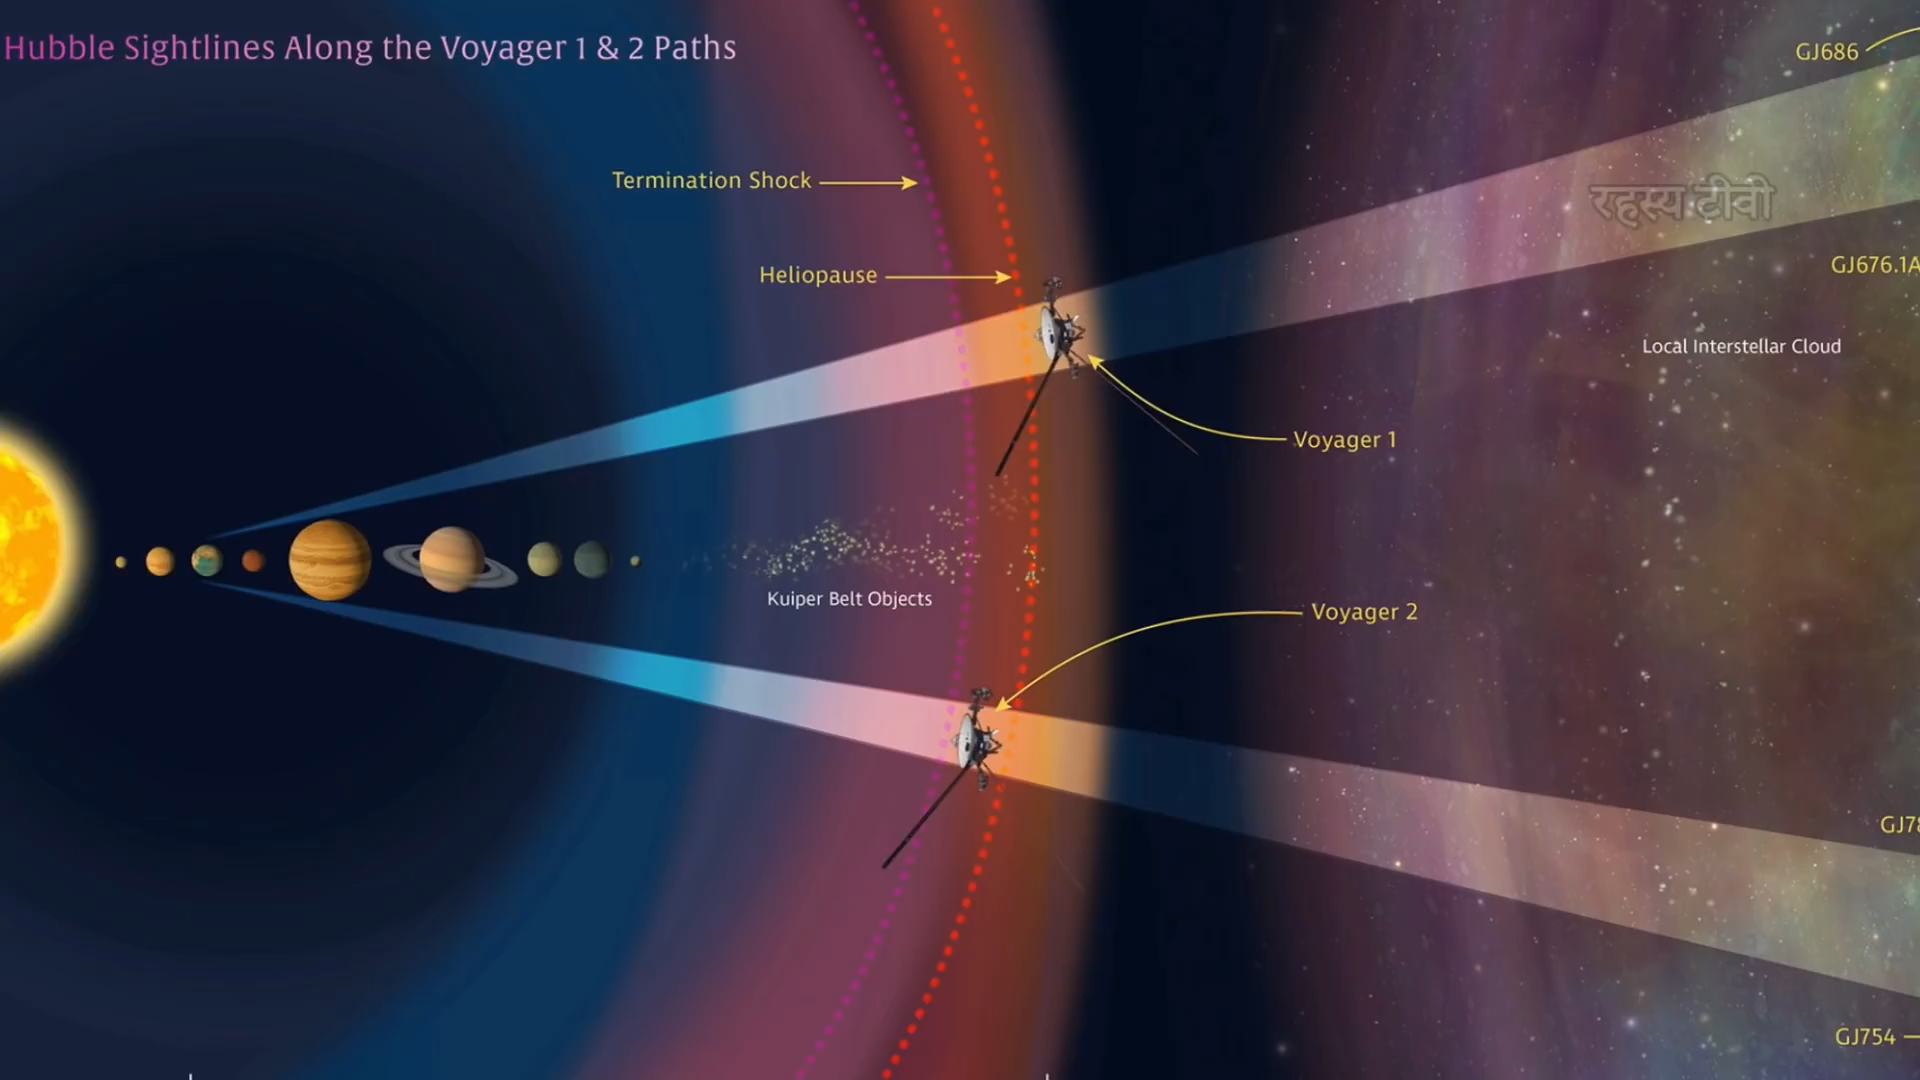 Hubble Sightlines Along the Voyager 1 & 2 Paths
GJ686
Termination Shock
रहस्य टीवी
Heliopause
GJ676.1A
Local Interstellar Cloud
Voyager 1
Kuiper Belt Objects
Voyager 2
GJ78
GJ754